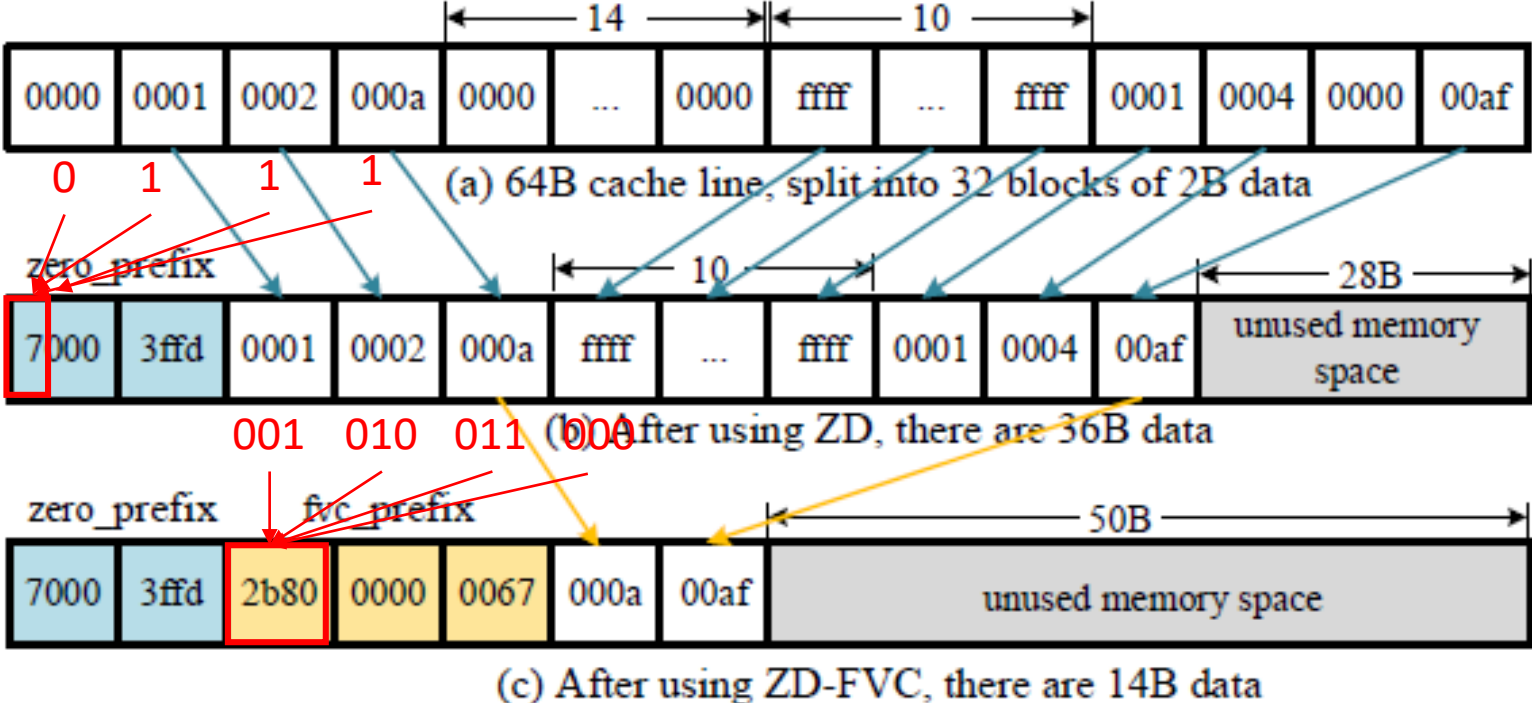 14 10
0000 0001 0002 000a 0000 ... 0000 ffff ... ffff 0001 0004 0000 00af
0 1 1 1
(a) 64B cache line, split into 32 blocks of 2B data
zero_prefix 10 28B
7000 3ffd 0001 0002 000a ffff ... ffff 0001 0004 00af unused memory
space
001 010 011 000
(b) After using ZD, there are 36B data
zero_prefix fvc_prefix 50B
7000 3ffd 2b80 0000 0067 000a 00af unused memory space
(c) After using ZD-FVC, there are 14B data